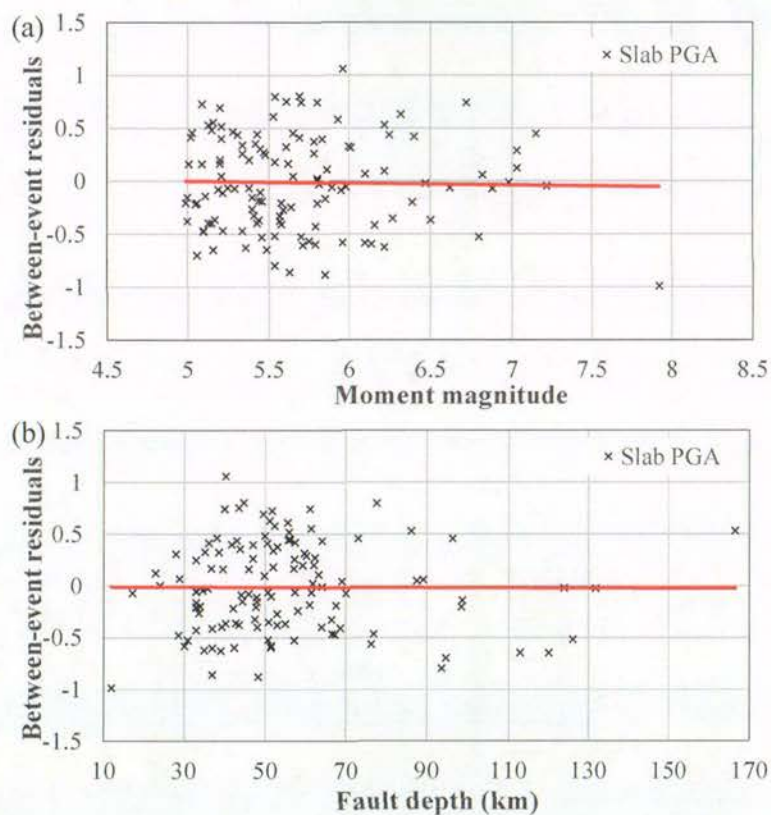 (a)
1.5
1
0.5
0
-0.5
-1
-1.5
Between-event residuals
× Slab PGA
4.5 5 5.5 6 6.5 7 7.5 8 8.5
Moment magnitude
(b)
1.5
1
0.5
0
-0.5
-1
-1.5
Between-event residuals
× Slab PGA
10 30 50 70 90 110 130 150 170
Fault depth (km)